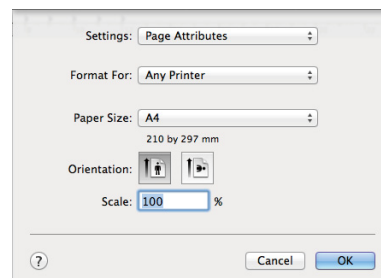 Settings: Page Attributes
Format For: Any Printer
Paper Size: A4
210 by 297 mm
Orientation:
Scale: 100 %
? Cancel OK